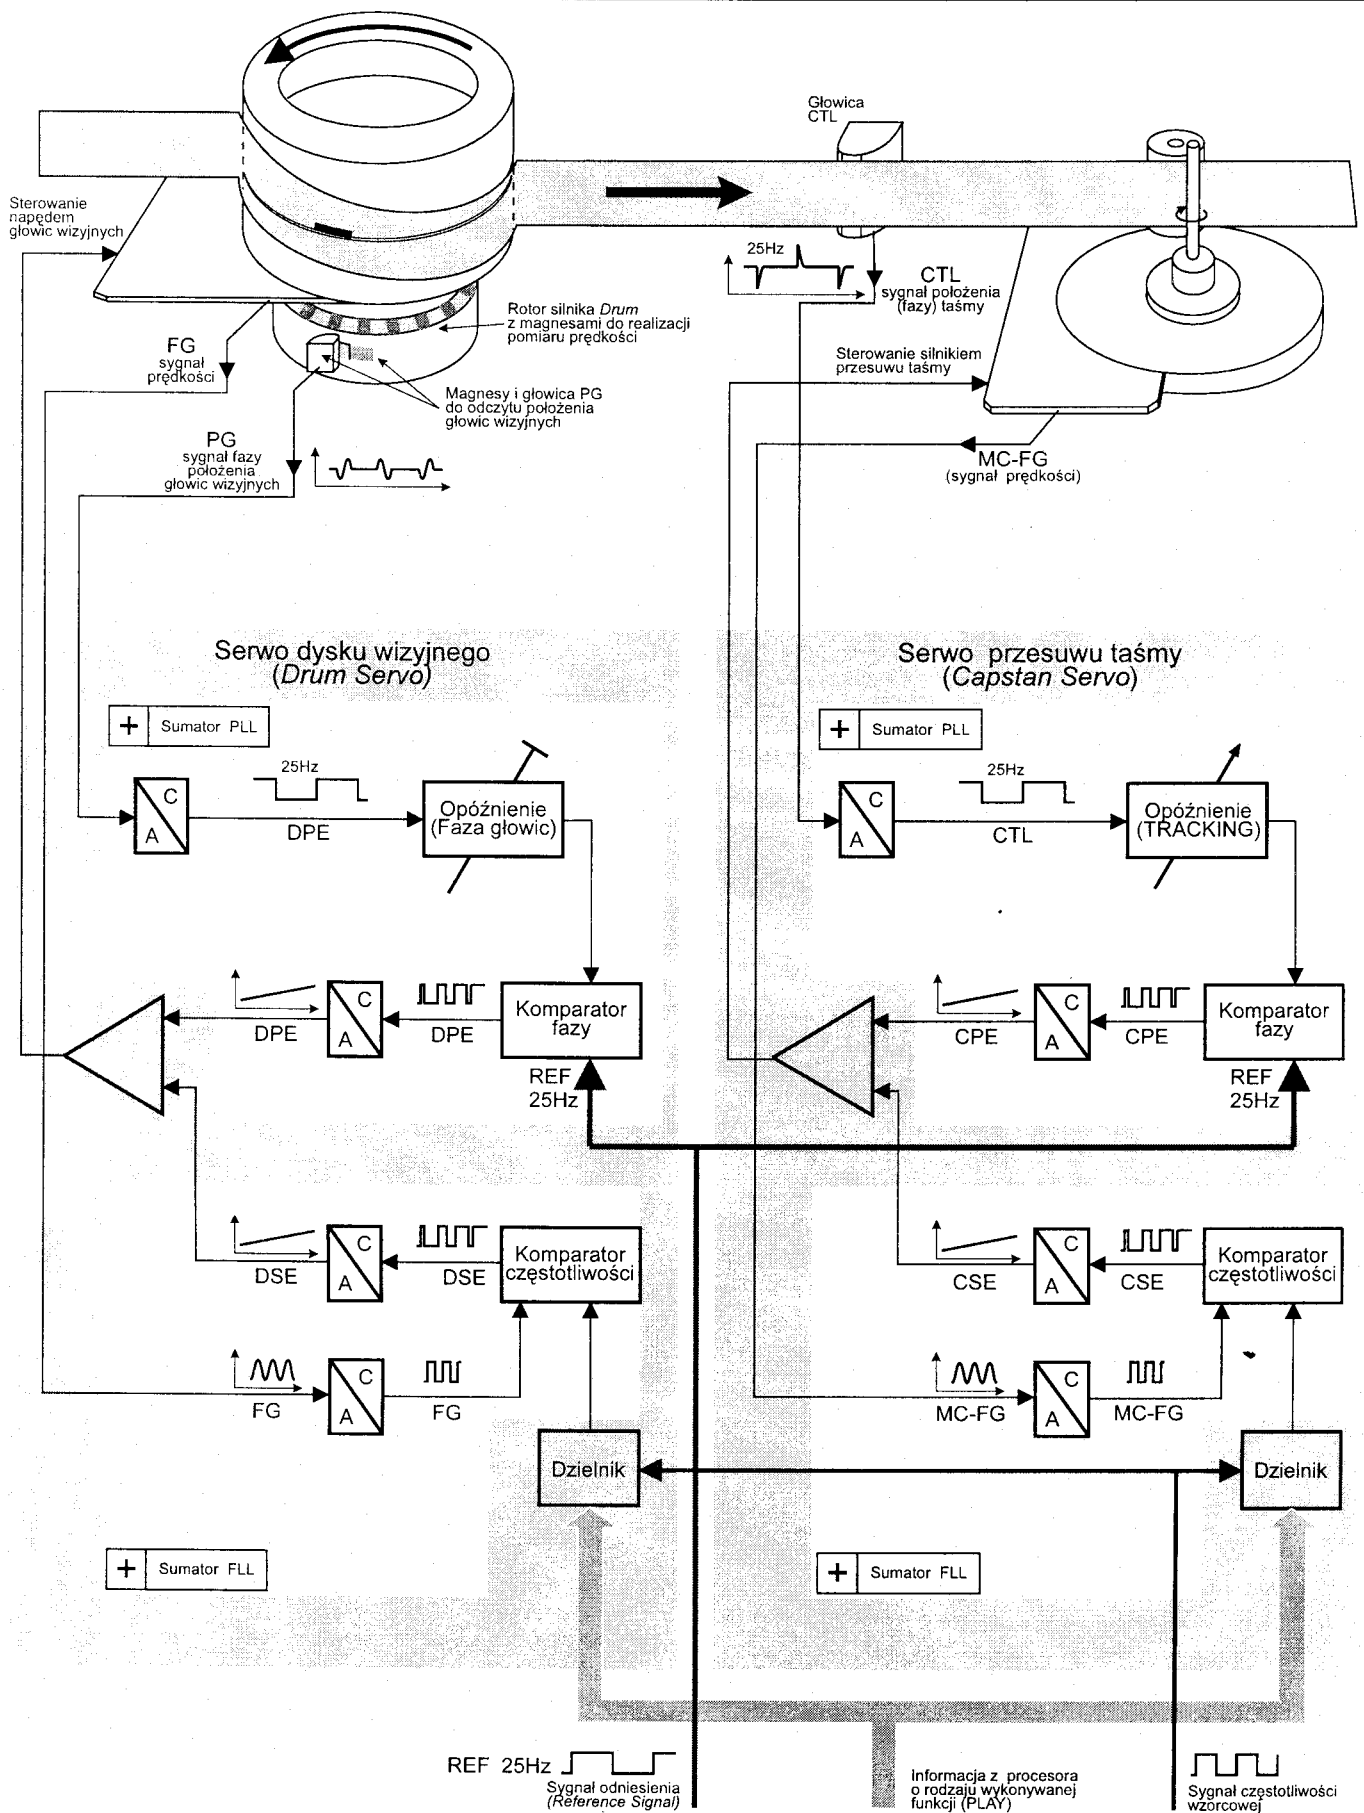 Głowica
CTL
Sterowanie
napędem
głowic wizyjnych
25Hz
CTL
sygnał położenia
(fazy) taśmy
Rotor silnika Drum
z magnesami do realizacji
pomiaru prędkości
FG
sygnał
prędkości
Sterowanie silnikiem
przesuwu taśmy
Magnesy i głowica PG
do odczytu położenia
głowic wizyjnych
PG
sygnał fazy
położenia
głowic wizyjnych
MC-FG
(sygnał prędkości)
Serwo dysku wizyjnego
(Drum Servo)
Serwo przesuwu taśmy
(Capstan Servo)
+ Sumator PLL
+ Sumator PLL
C
A
25Hz
DPE
Opóźnienie
(Faza głowic)
C
A
25Hz
CTL
Opóźnienie
(TRACKING)
DPE
C
A
DPE
Komparator
fazy
REF
25Hz
CPE
C
A
CPE
Komparator
fazy
REF
25Hz
DSE
C
A
DSE
Komparator
częstotliwości
CSE
C
A
CSE
Komparator
częstotliwości
FG
C
A
FG
MC-FG
C
A
MC-FG
Dzielnik
Dzielnik
+ Sumator FLL
+ Sumator FLL
REF 25Hz
Sygnał odniesienia
(Reference Signal)
Informacja z procesora
o rodzaju wykonywanej
funkcji (PLAY)
Sygnał częstotliwości
wzorcowej